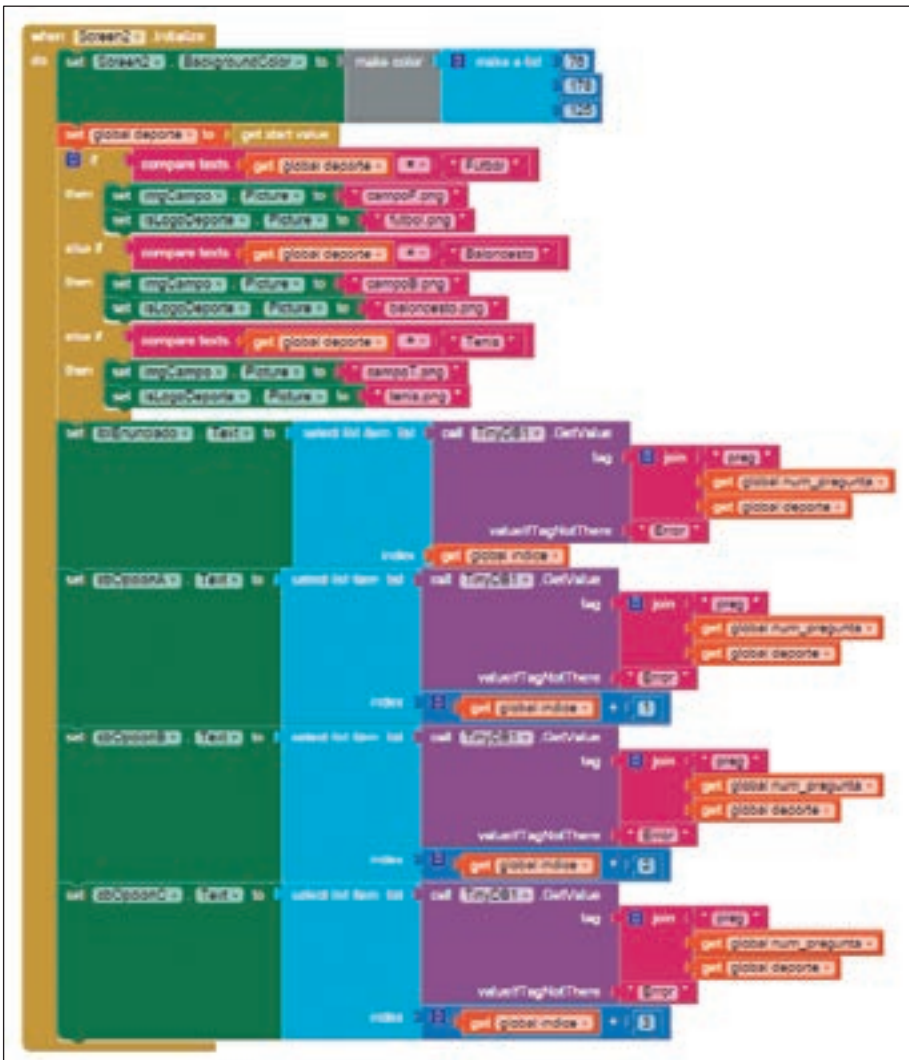 when Screen2 .Initialize
do set Screen2 . BackgroundColor to make color make a list 76
178
125
set global deporte to get start value
if compare texts get global deporte = " Futbol "
then set imgCampo . Picture to " campoF.png "
set isLogoDeporte . Picture to " futbol.png "
else if compare texts get global deporte = " Baloncesto "
then set imgCampo . Picture to " campoB.png "
set isLogoDeporte . Picture to " baloncesto.png "
else if compare texts get global deporte = " Tenis "
then set imgCampo . Picture to " campoT.png "
set isLogoDeporte . Picture to " tenis.png "
set lblEnunciado . Text to select list item list call TinyDB1 .GetValue
tag join " preg "
get global num_pregunta
get global deporte
valueIfTagNotThere " Error "
index get global indice
set Text to select list item list call TinyDB1 .GetValue
tag join " preg "
get global num_pregunta
get global deporte
valueIfTagNotThere " Error "
index get global indice + 1
set Text to select list item list call TinyDB1 .GetValue
tag join " preg "
get global num_pregunta
get global deporte
valueIfTagNotThere " Error "
index get global indice + 2
set Text to select list item list call TinyDB1 .GetValue
tag join " preg "
get global num_pregunta
get global deporte
valueIfTagNotThere " Error "
index get global indice + 3